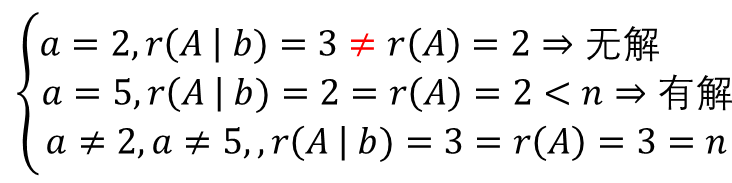 a = 2, r(A | b) = 3 ≠ r(A) = 2 ⇒ 无解
a = 5, r(A | b) = 2 = r(A) = 2 < n ⇒ 有解
a ≠ 2, a ≠ 5, , r(A | b) = 3 = r(A) = 3 = n